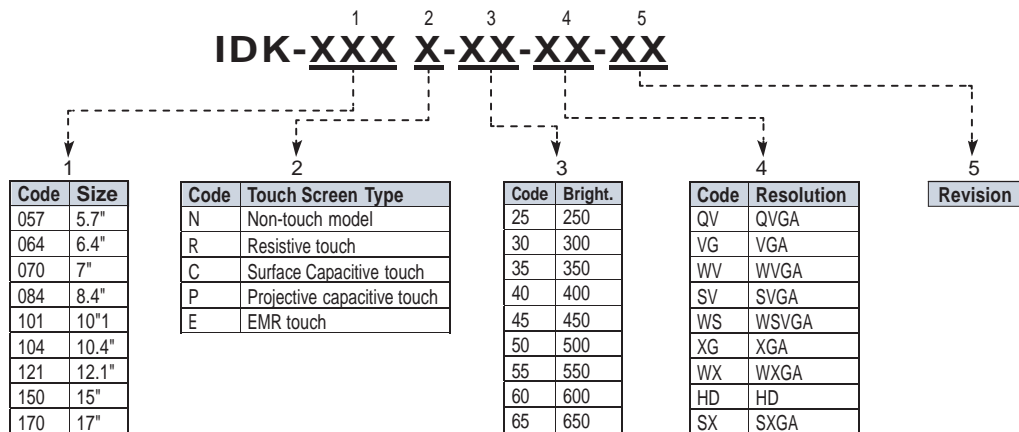 1 2 3 4 5
IDK-XXX X-XX-XX-XX
1
Code Size
057 5.7"
064 6.4"
070 7"
084 8.4"
101 10"1
104 10.4"
121 12.1"
150 15"
170 17"
2
Code Touch Screen Type
N Non-touch model
R Resistive touch
C Surface Capacitive touch
P Projective capacitive touch
E EMR touch
3
Code Bright.
25 250
30 300
35 350
40 400
45 450
50 500
55 550
60 600
65 650
4
Code Resolution
QV QVGA
VG VGA
WV WVGA
SV SVGA
WS WSVGA
XG XGA
WX WXGA
HD HD
SX SXGA
5
Revision